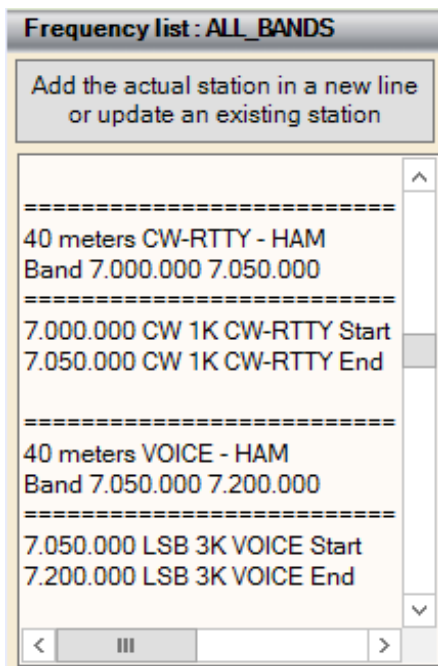 Frequency list : ALL_BANDS
Add the actual station in a new line
or update an existing station
==========================
40 meters CW-RTTY - HAM
Band 7.000.000 7.050.000
==========================
7.000.000 CW 1K CW-RTTY Start
7.050.000 CW 1K CW-RTTY End
==========================
40 meters VOICE - HAM
Band 7.050.000 7.200.000
==========================
7.050.000 LSB 3K VOICE Start
7.200.000 LSB 3K VOICE End